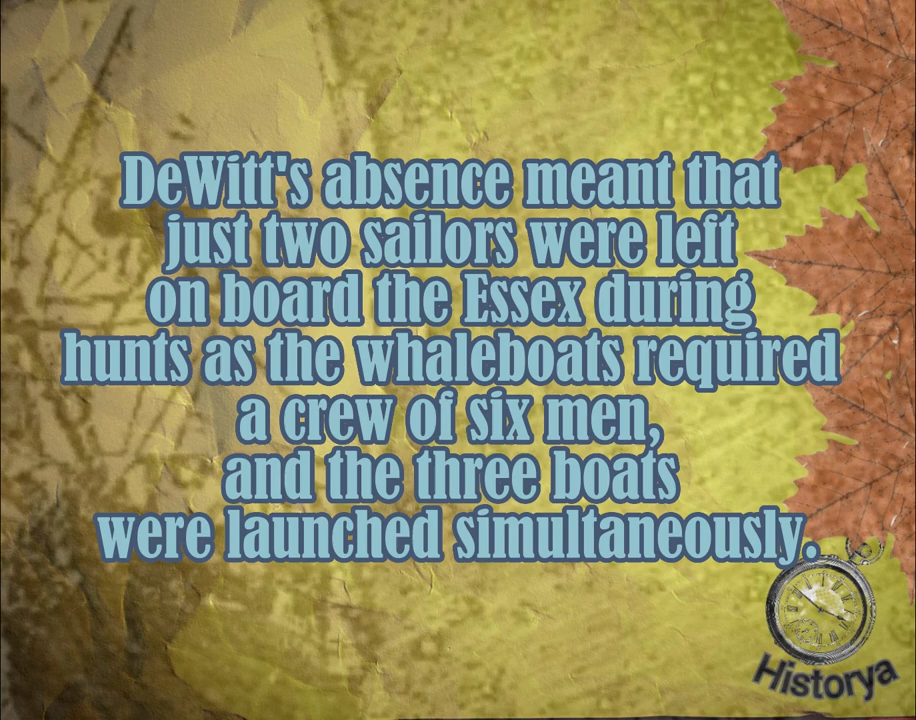 DeWitt's absence meant that
just two sailors were left
on board the Essex during
hunts as the whaleboats required
a crew of six men,
and the three boats
were launched simultaneously.
Historya